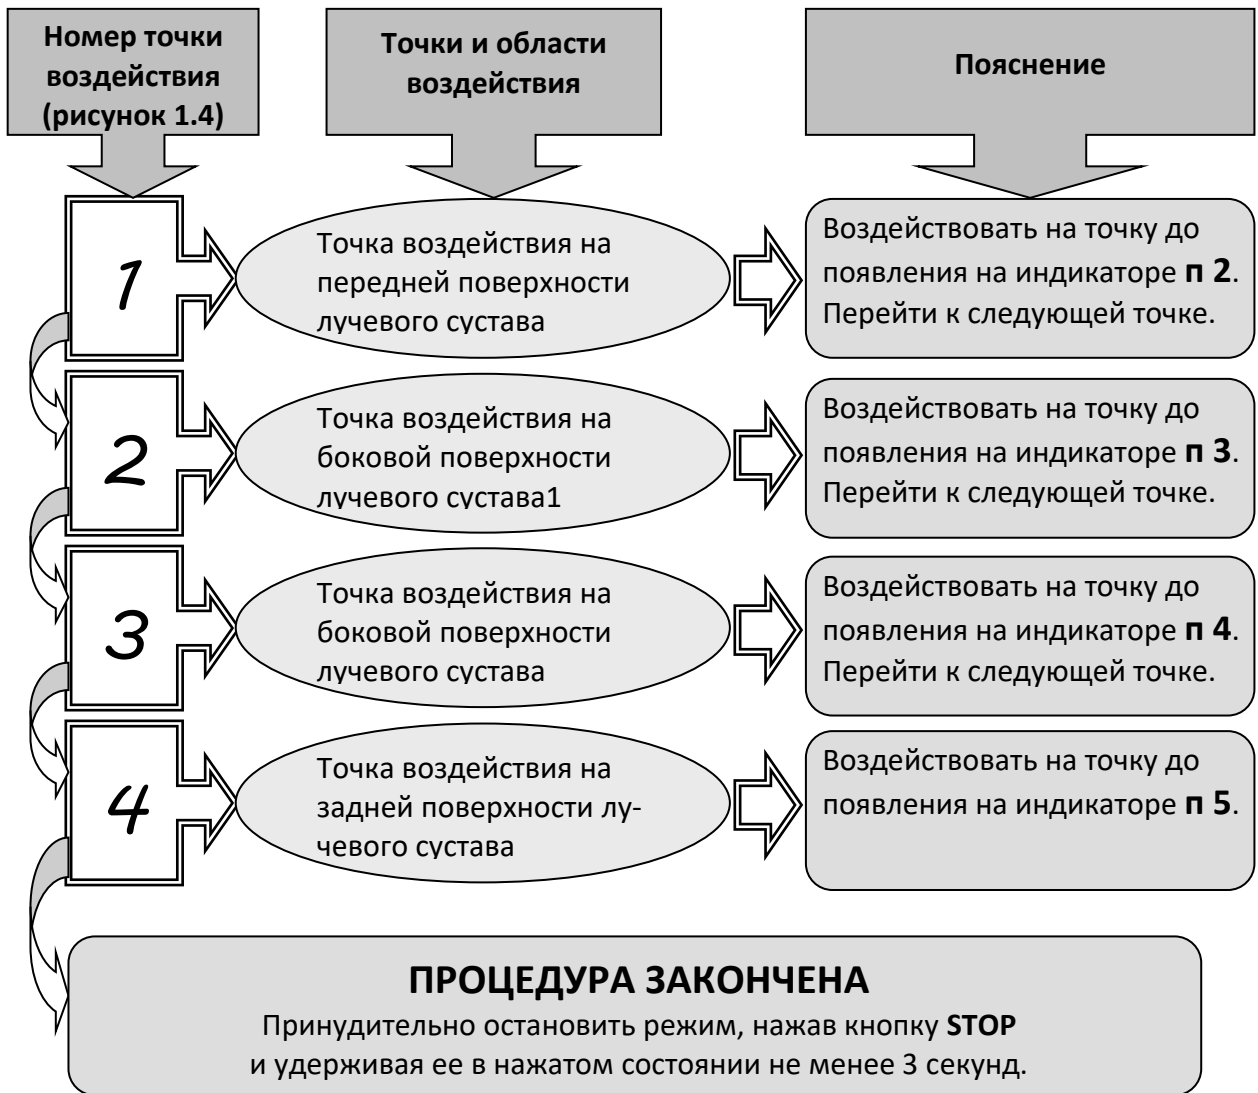 Номер точки
воздействия
(рисунок 1.4)
Точки и области
воздействия
Пояснение
1
Точка воздействия на
передней поверхности
лучевого сустава
Воздействовать на точку до
появления на индикаторе п 2.
Перейти к следующей точке.
2
Точка воздействия на
боковой поверхности
лучевого сустава1
Воздействовать на точку до
появления на индикаторе п 3.
Перейти к следующей точке.
3
Точка воздействия на
боковой поверхности
лучевого сустава
Воздействовать на точку до
появления на индикаторе п 4.
Перейти к следующей точке.
4
Точка воздействия на
задней поверхности лу-
чевого сустава
Воздействовать на точку до
появления на индикаторе п 5.
ПРОЦЕДУРА ЗАКОНЧЕНА
Принудительно остановить режим, нажав кнопку STOP
и удерживая ее в нажатом состоянии не менее 3 секунд.